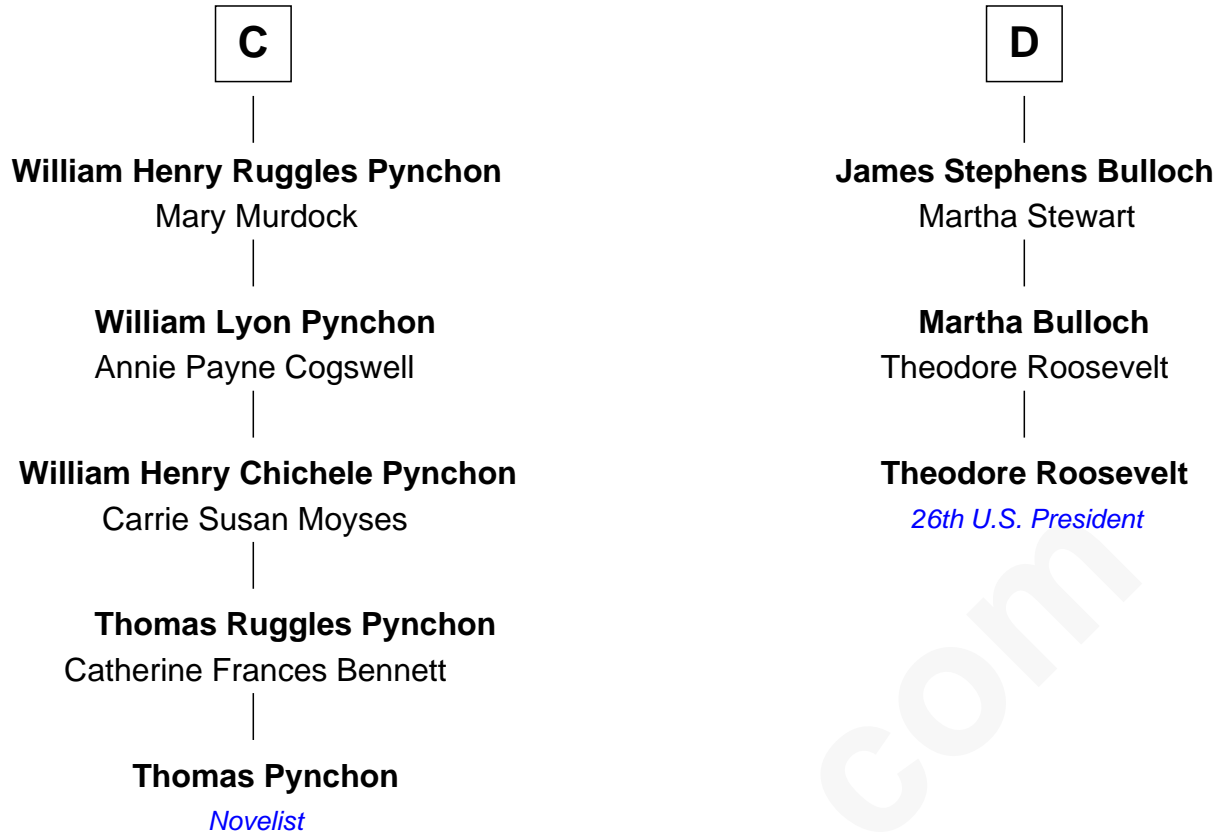 C
William Henry Ruggles Pynchon
Mary Murdock
William Lyon Pynchon
Annie Payne Cogswell
William Henry Chichele Pynchon
Carrie Susan Moyses
Thomas Ruggles Pynchon
Catherine Frances Bennett
Thomas Pynchon
Novelist
D
James Stephens Bulloch
Martha Stewart
Martha Bulloch
Theodore Roosevelt
Theodore Roosevelt
26th U.S. President
com